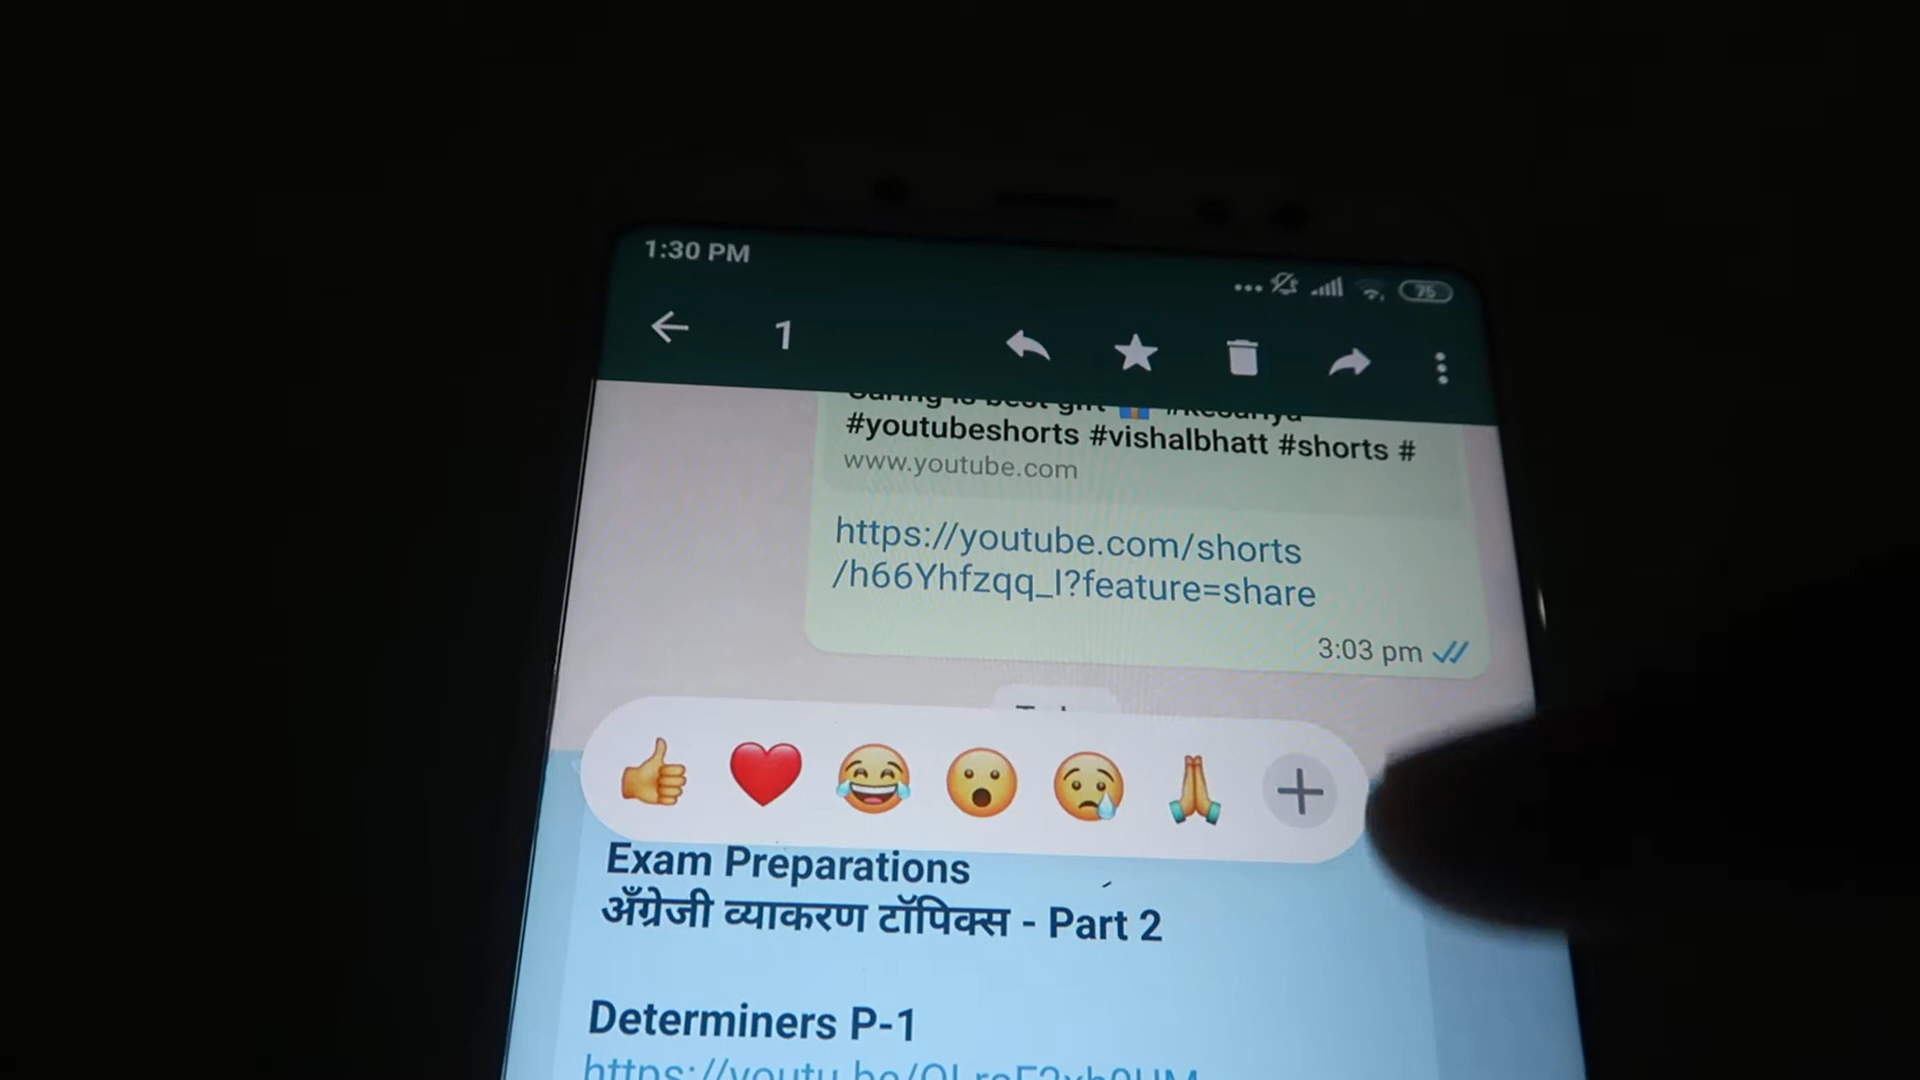 1:30 PM
75
1
#youtubeshorts #vishalbhatt #shorts #
www.youtube.com
https://youtube.com/shorts
/h66Yhfzqq_I?feature=share
3:03 pm
Exam Preparations
अँग्रेजी व्याकरण टॉपिक्स - Part 2
Determiners P-1